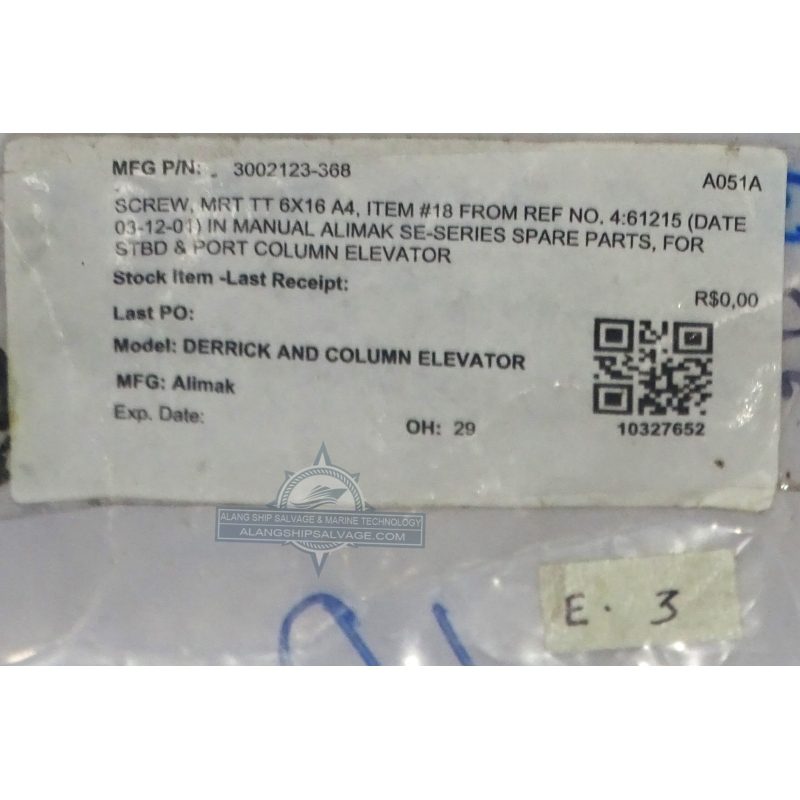 MFG P/N: 3002123-368
A051A
SCREW, MRT TT 6X16 A4, ITEM #18 FROM REF NO. 4:61215 (DATE
03-12-01) IN MANUAL ALIMAK SE-SERIES SPARE PARTS, FOR
STBD & PORT COLUMN ELEVATOR
Stock Item -Last Receipt:
R$0,00
Last PO:
Model: DERRICK AND COLUMN ELEVATOR
MFG: Alimak
Exp. Date:
OH: 29
10327652
ALANG SHIP SALVAGE & MARINE TECHNOLOGY
ALANGSHIPSALVAGE.COM
E. 3